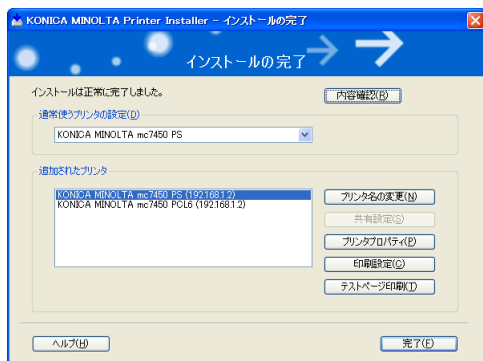 KONICA MINOLTA Printer Installer - インストールの完了
インストールの完了
インストールは正常に完了しました。
内容確認(R)
通常使うプリンタの設定(D)
KONICA MINOLTA mc7450 PS
追加されたプリンタ
KONICA MINOLTA mc7450 PS (192.168.1.2)
KONICA MINOLTA mc7450 PCL6 (192.168.1.2)
プリンタ名の変更(N)
共有設定(S)
プリンタプロパティ(P)
印刷設定(C)
テストページ印刷(T)
ヘルプ(H)
完了(F)